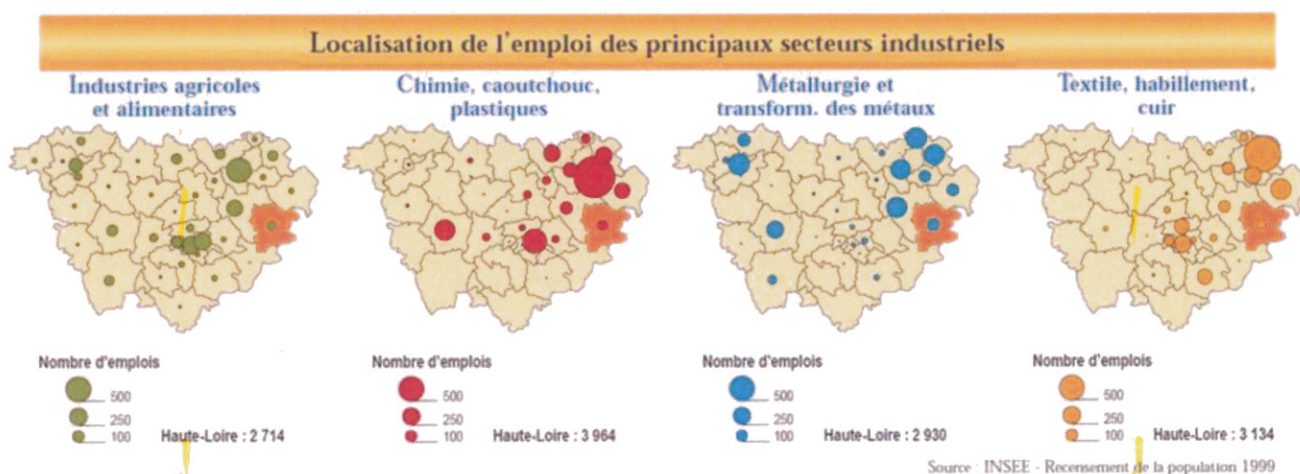 Localisation de l'emploi des principaux secteurs industriels
Industries agricoles
et alimentaires
Chimie, caoutchouc,
plastiques
Métallurgie et
transform. des métaux
Textile, habillement,
cuir
Nombre d'emplois
500
250
100
Haute-Loire : 2 714
Nombre d'emplois
500
250
100
Haute-Loire : 3 964
Nombre d'emplois
500
250
100
Haute-Loire : 2 930
Nombre d'emplois
500
250
100
Haute-Loire : 3 134
Source : INSEE - Recensement de la population 1999